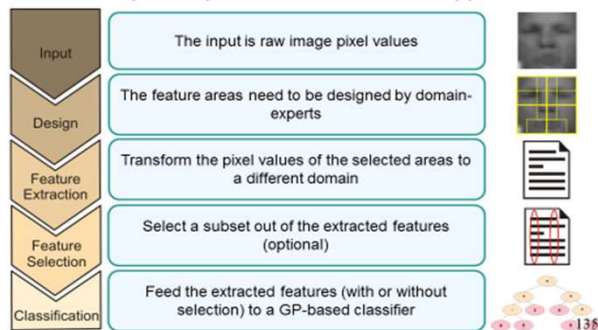 Input
The input is raw image pixel values
Design
The feature areas need to be designed by domain-
experts
Feature
Extraction
Transform the pixel values of the selected areas to
a different domain
Feature
Selection
Select a subset out of the extracted features
(optional)
Classification
Feed the extracted features (with or without
selection) to a GP-based classifier
135